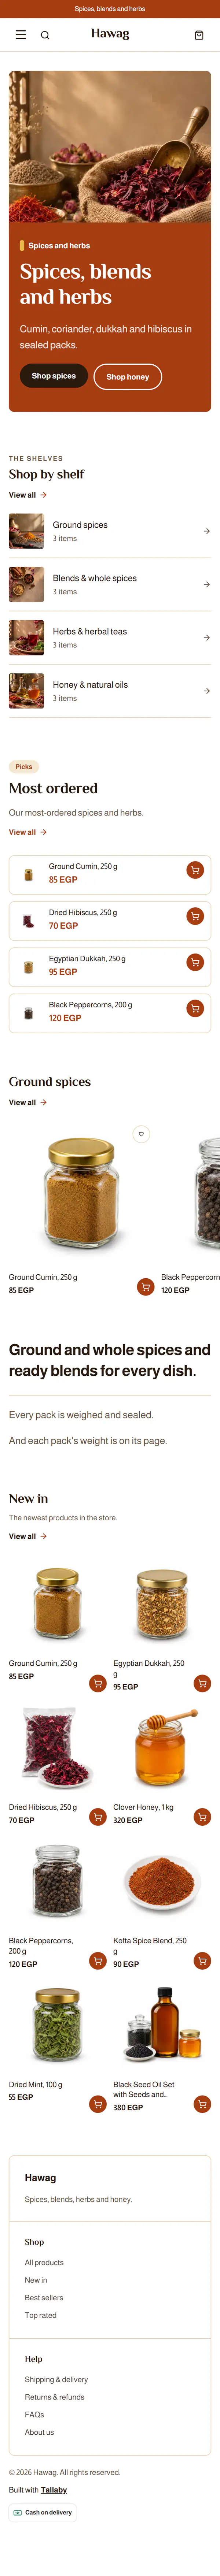 Spices, blends and herbs
Hawag
Spices and herbs
Spices, blends
and herbs
Cumin, coriander, dukkah and hibiscus in
sealed packs.
Shop spices
Shop honey
THE SHELVES
Shop by shelf
View all
Ground spices
3 items
Blends & whole spices
3 items
Herbs & herbal teas
3 items
Honey & natural oils
3 items
Picks
Most ordered
Our most-ordered spices and herbs.
View all
Ground Cumin, 250 g
85 EGP
Dried Hibiscus, 250 g
70 EGP
Egyptian Dukkah, 250 g
95 EGP
Black Peppercorns, 200 g
120 EGP
Ground spices
View all
Ground Cumin, 250 g
85 EGP
Black Peppercorn
120 EGP
Ground and whole spices and
ready blends for every dish.
Every pack is weighed and sealed.
And each pack's weight is on its page.
New in
The newest products in the store.
View all
Ground Cumin, 250 g
85 EGP
Egyptian Dukkah, 250
g
95 EGP
Dried Hibiscus, 250 g
70 EGP
Clover Honey, 1 kg
320 EGP
Black Peppercorns,
200 g
120 EGP
Kofta Spice Blend, 250
g
90 EGP
Dried Mint, 100 g
55 EGP
Black Seed Oil Set
with Seeds and...
380 EGP
Hawag
Spices, blends, herbs and honey.
Shop
All products
New in
Best sellers
Top rated
Help
Shipping & delivery
Returns & refunds
FAQs
About us
© 2026 Hawag. All rights reserved.
Built with Tallaby
Cash on delivery